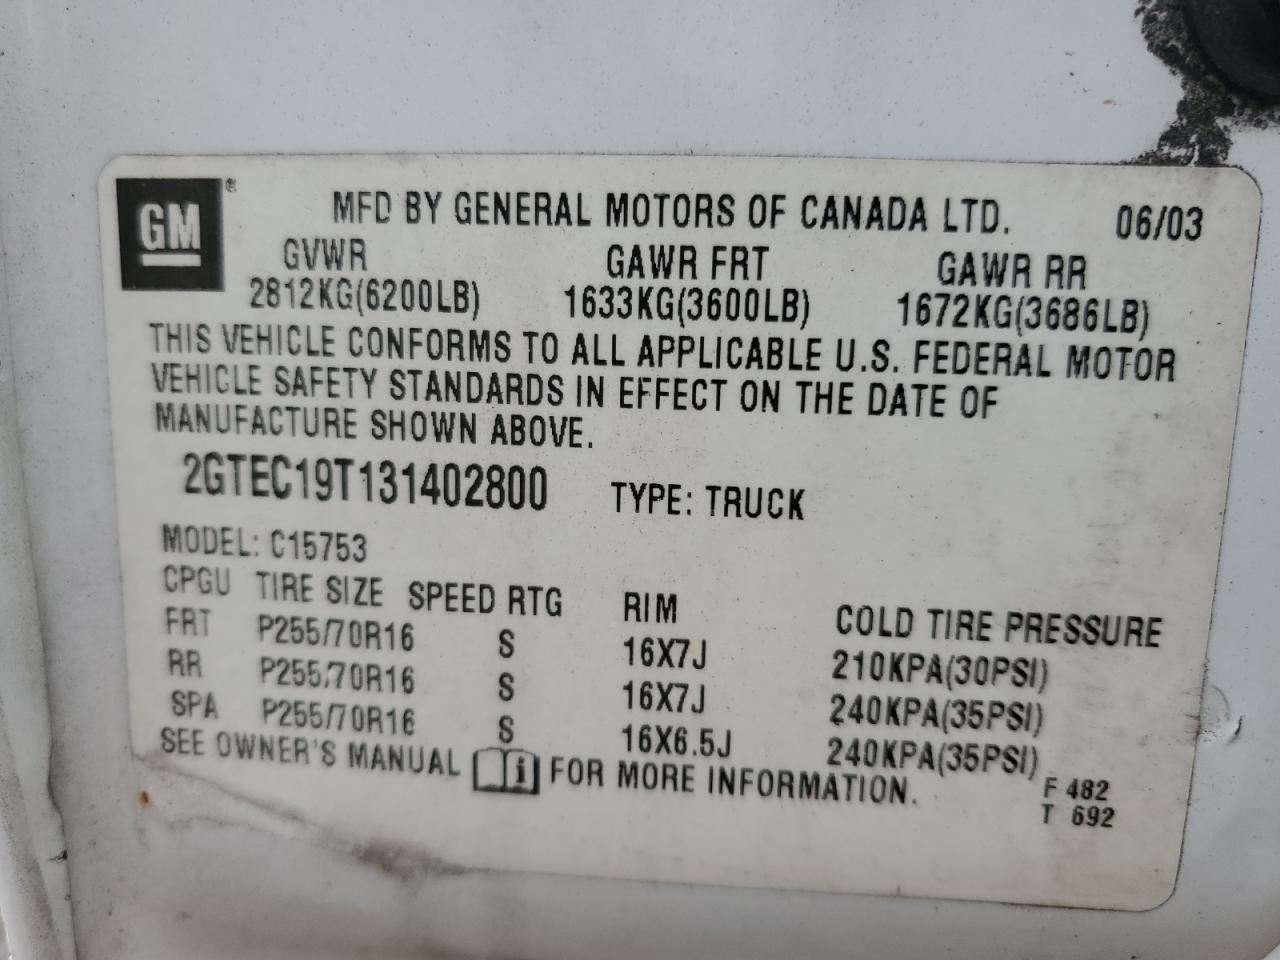 GM ® MFD BY GENERAL MOTORS OF CANADA LTD. 06/03
GVWR GAWR FRT GAWR RR
2812KG(6200LB) 1633KG(3600LB) 1672KG(3686LB)
THIS VEHICLE CONFORMS TO ALL APPLICABLE U.S. FEDERAL MOTOR
VEHICLE SAFETY STANDARDS IN EFFECT ON THE DATE OF
MANUFACTURE SHOWN ABOVE.
2GTEC19T131402800 TYPE: TRUCK
MODEL: C15753
CPGU TIRE SIZE SPEED RTG RIM COLD TIRE PRESSURE
FRT P255/70R16 S 16X7J 210KPA(30PSI)
RR P255/70R16 S 16X7J 240KPA(35PSI)
SPA P255/70R16 S 16X6.5J 240KPA(35PSI)
SEE OWNER'S MANUAL i FOR MORE INFORMATION.
F 482
T 692